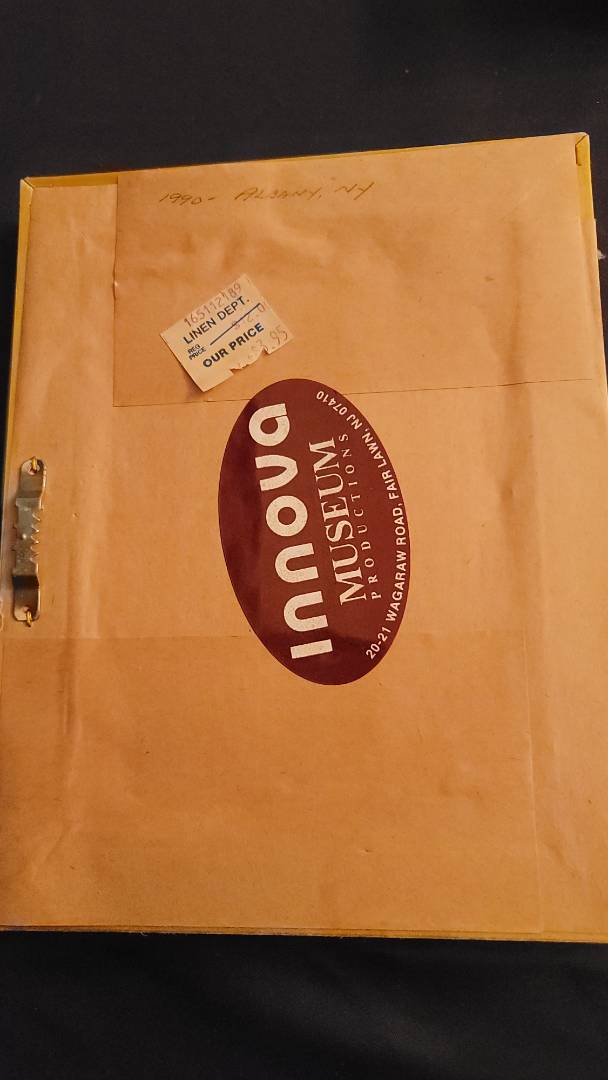 1990- ALBANY, NY
165112189
LINEN DEPT.
REG.
PRICE
OUR PRICE
.95
innova
MUSEUM
PRODUCTIONS
20-21 WAGARAW ROAD, FAIR LAWN, NJ 07410